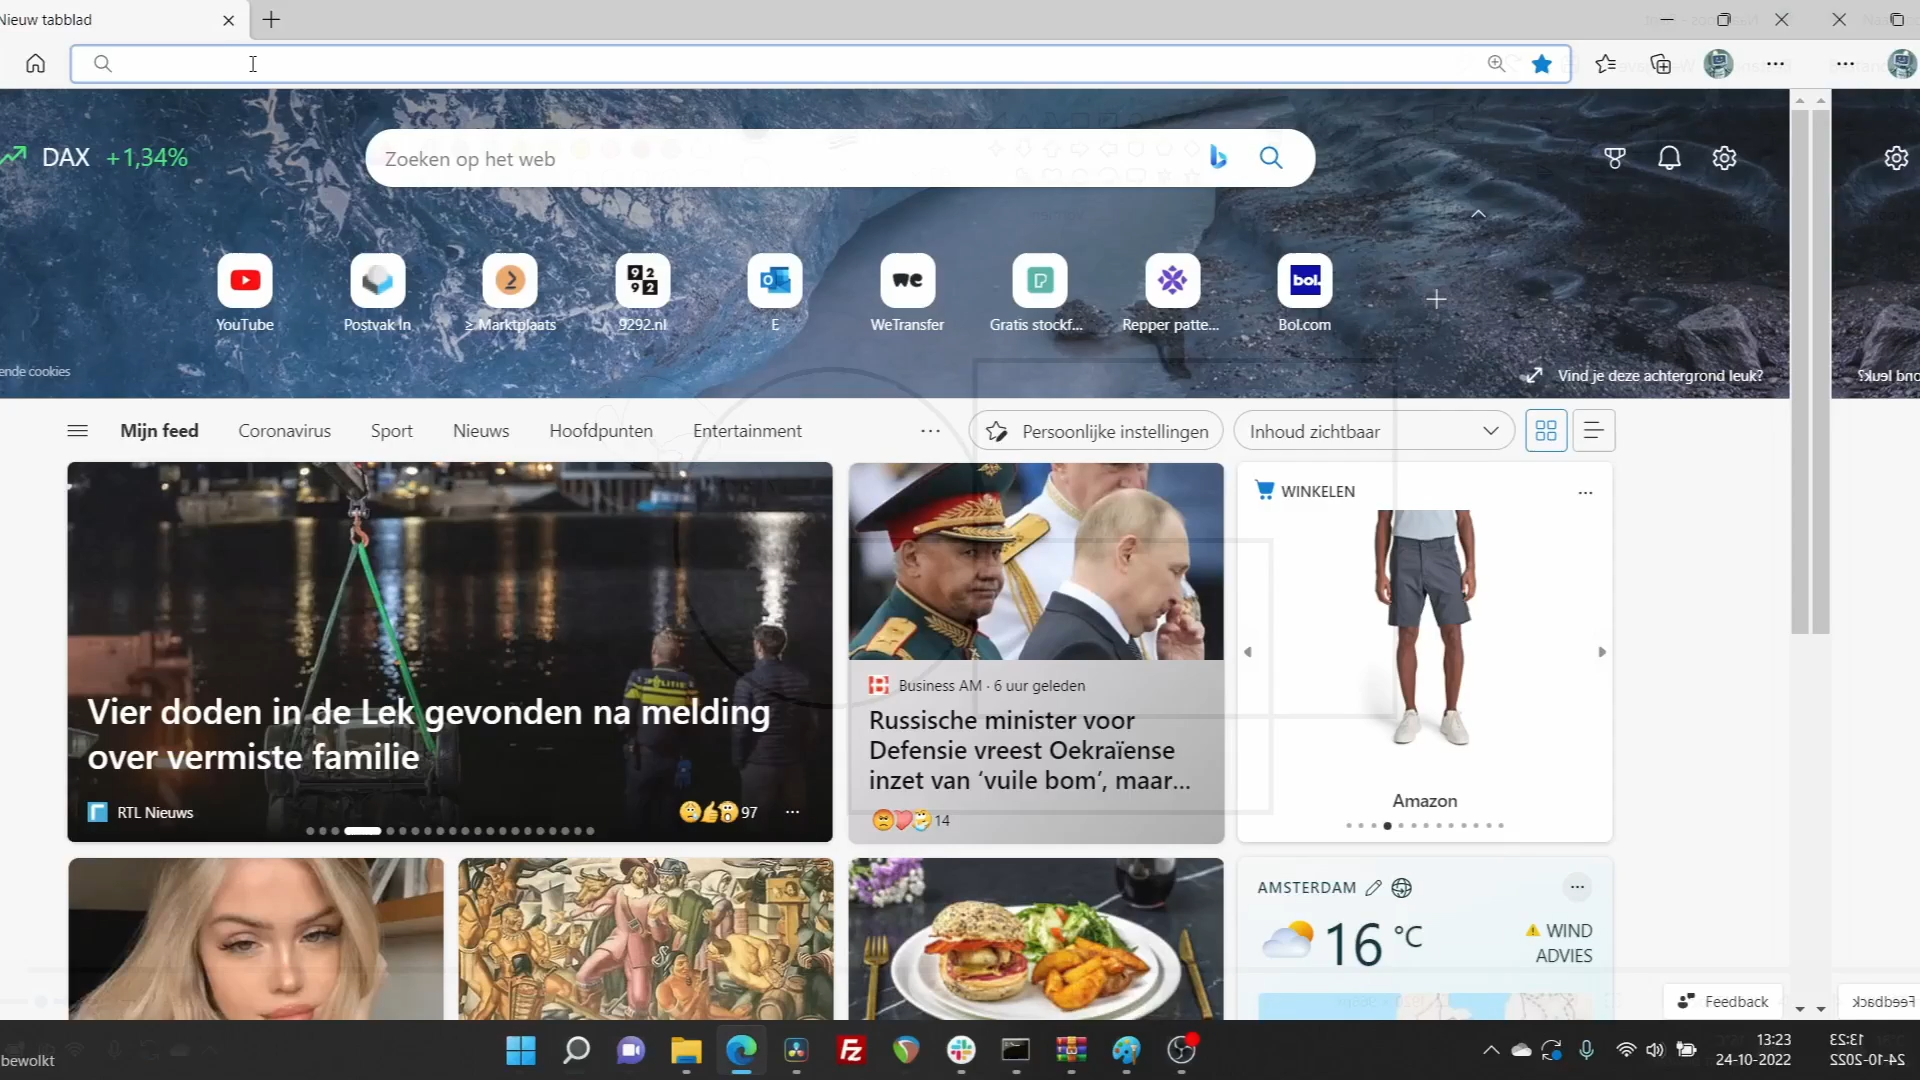 Nieuw tabblad
DAX +1,34%
Zoeken op het web
YouTube
Postvak In
≥ Marktplaats
9292.nl
E
WeTransfer
Gratis stockf...
Repper patte...
Bol.com
ende cookies
Vind je deze achtergrond leuk?
Mijn feed
Coronavirus
Sport
Nieuws
Hoofdpunten
Entertainment
Persoonlijke instellingen
Inhoud zichtbaar
Vier doden in de Lek gevonden na melding
over vermiste familie
RTL Nieuws
97
Business AM · 6 uur geleden
Russische minister voor
Defensie vreest Oekraïense
inzet van ‘vuile bom’, maar...
14
WINKELEN
Amazon
AMSTERDAM
16 °C
WIND
ADVIES
Feedback
bewolkt
13:23
24-10-2022